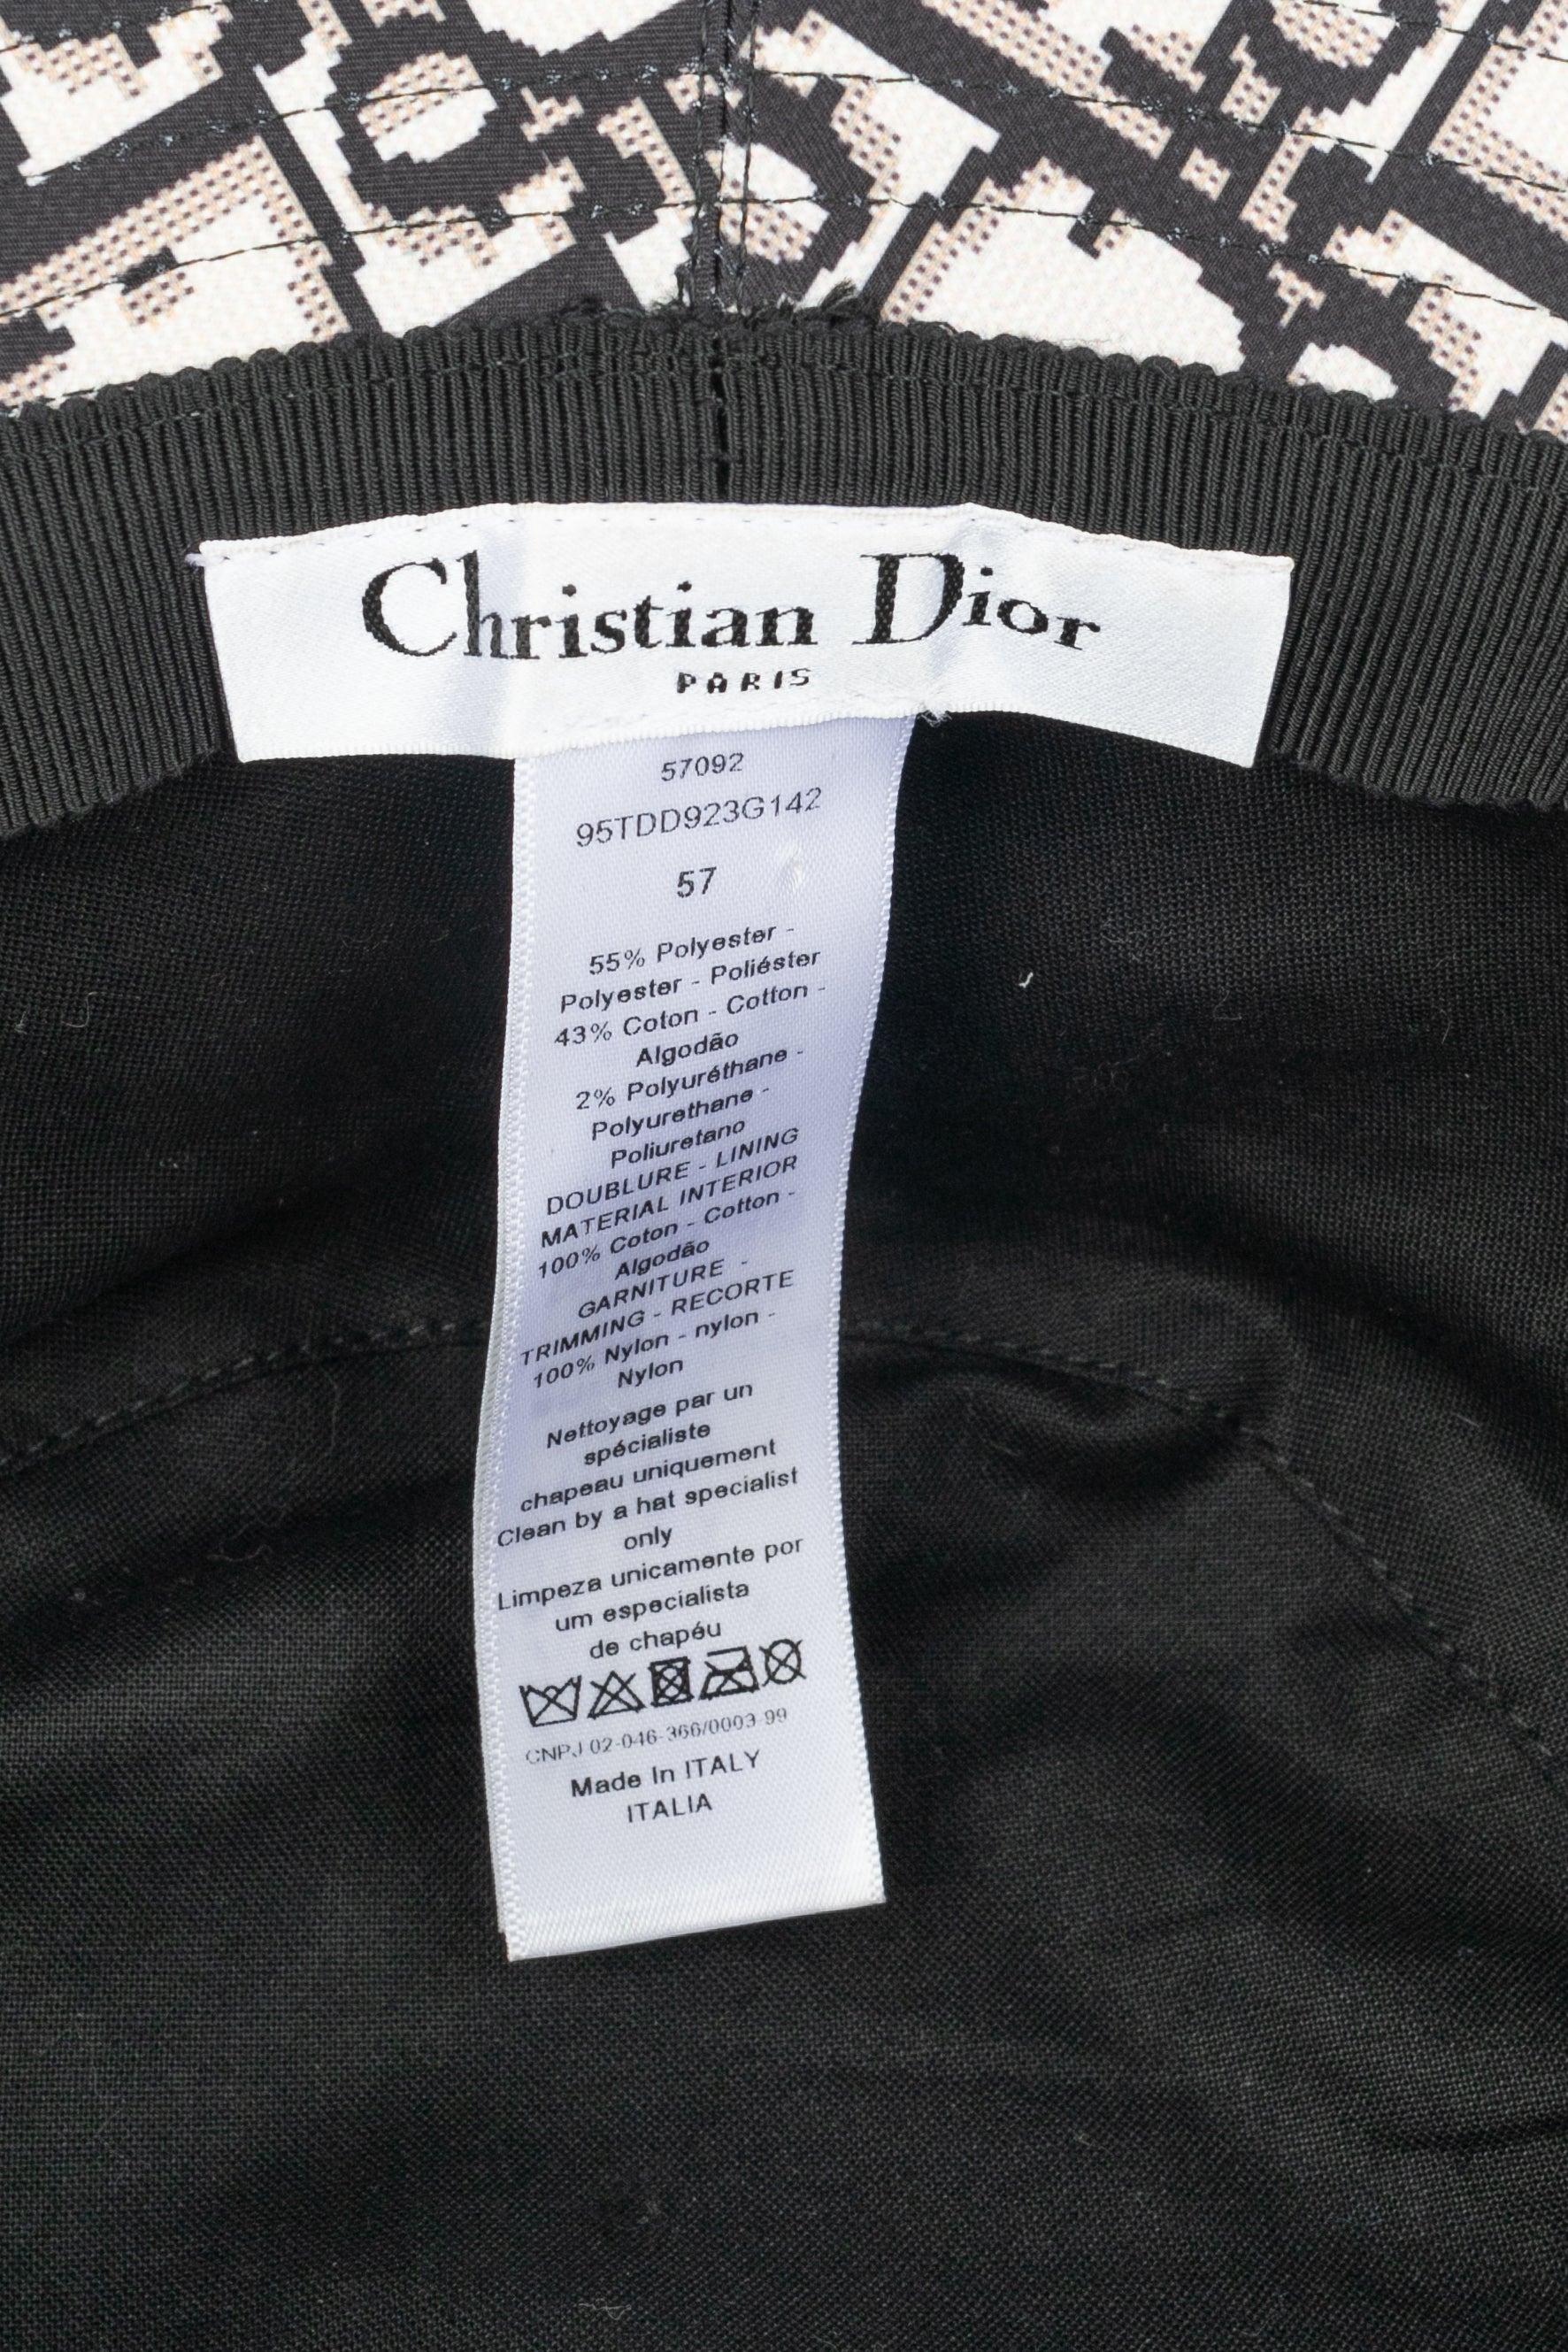 Christian Dior
PARIS
57092
95TDD923G142
57
55% Polyester -
Polyester - Poliéster
43% Coton - Cotton -
Algodão
2% Polyuréthane -
Polyurethane -
Poliuretano
DOUBLURE - LINING
MATERIAL INTERIOR
100% Coton - Cotton -
Algodão
GARNITURE -
TRIMMING - RECORTE
100% Nylon - nylon -
Nylon
Nettoyage par un
spécialiste
chapeau uniquement
Clean by a hat specialist
only
Limpeza unicamente por
um especialista
de chapéu
CNPJ 02-046-366/0003-99
Made In ITALY
ITALIA